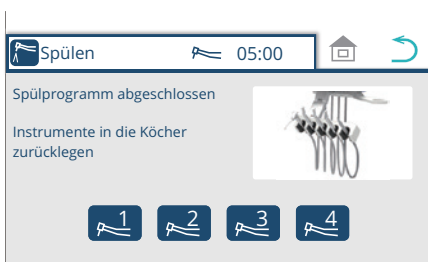 Spülen 05:00
Spülprogramm abgeschlossen
Instrumente in die Köcher
zurücklegen
1 2 3 4